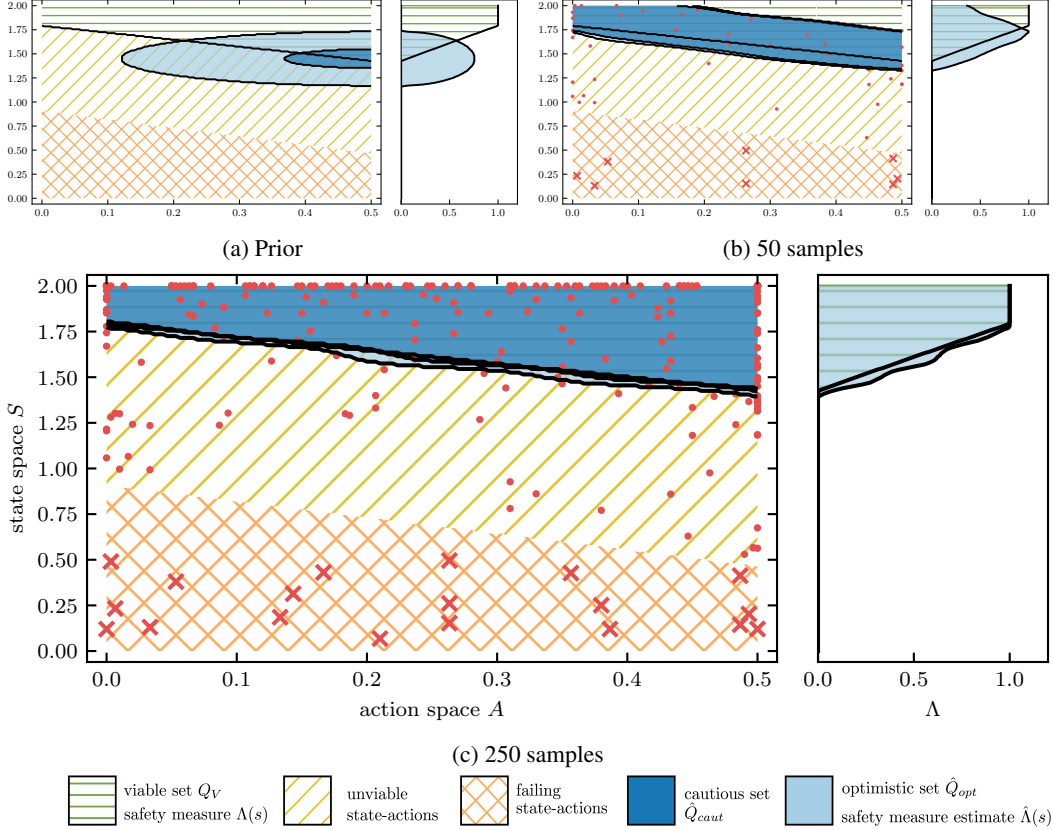 2.00
1.75
1.50
1.25
1.00
0.75
0.50
0.25
0.00
0.0 0.1 0.2 0.3 0.4 0.5
0.0 0.5 1.0
(a) Prior
2.00
1.75
1.50
1.25
1.00
0.75
0.50
0.25
0.00
0.0 0.1 0.2 0.3 0.4 0.5
0.0 0.5 1.0
(b) 50 samples
state space S
2.00
1.75
1.50
1.25
1.00
0.75
0.50
0.25
0.00
0.0 0.1 0.2 0.3 0.4 0.5
action space A
0.0 0.5 1.0
Λ
(c) 250 samples
viable set Q_V
safety measure Λ(s)
unviable
state-actions
failing
state-actions
cautious set
Q̂_caut
optimistic set Q̂_opt
safety measure estimate Λ̂(s)